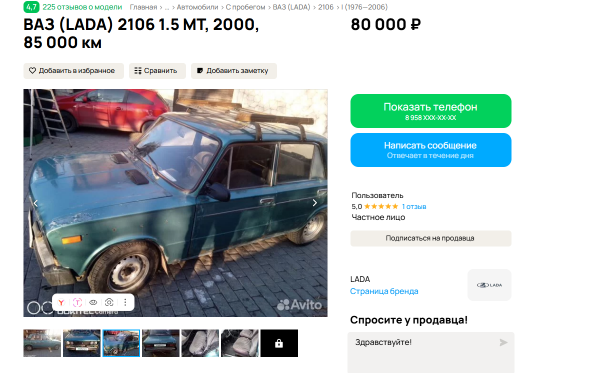 4,7 225 отзывов о модели Главная › ... › Автомобили › С пробегом › ВАЗ (LADA) › 2106 › I (1976—2006)
ВАЗ (LADA) 2106 1.5 MT, 2000,
85 000 км
80 000 ₽
Добавить в избранное
Сравнить
Добавить заметку
Показать телефон
8 958 XXX-XX-XX
Написать сообщение
Отвечает в течение дня
Пользователь
5,0 ★★★★★ 1 отзыв
Частное лицо
Подписаться на продавца
LADA
Страница бренда
LADA
Avito
Спросите у продавца!
Здравствуйте!